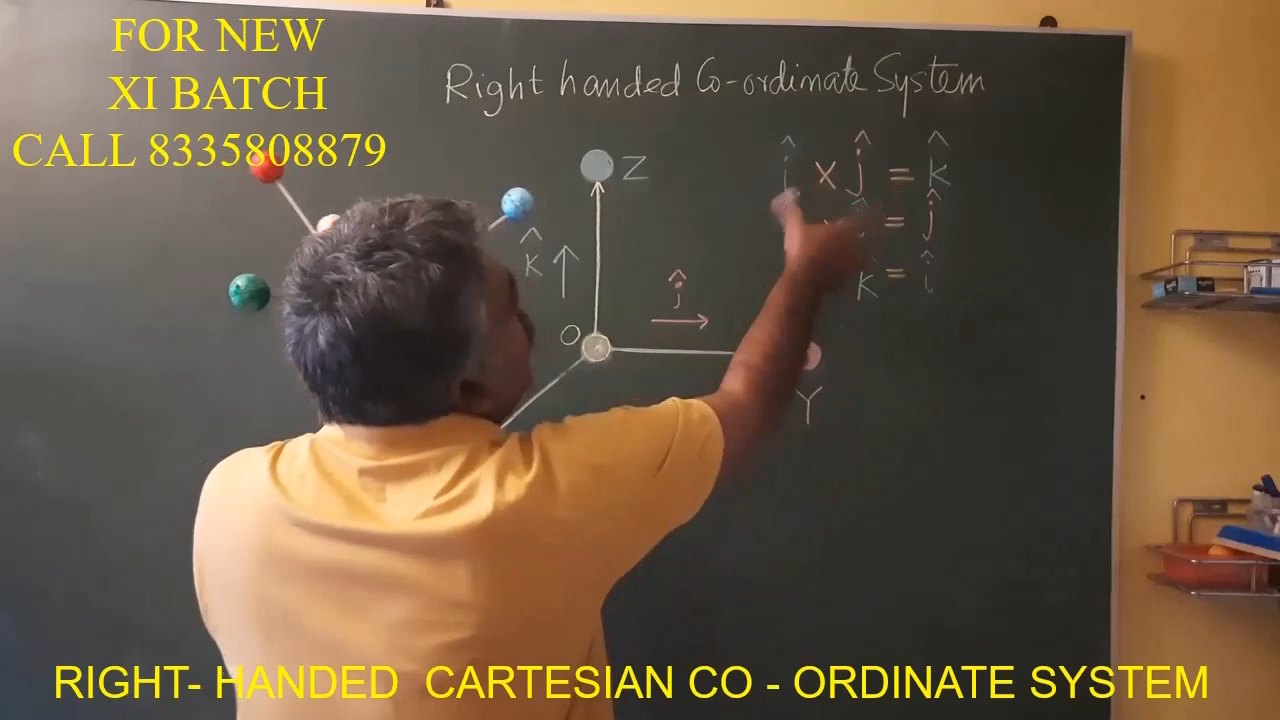 FOR NEW
XI BATCH
CALL 8335808879
Right handed Co-ordinate System
Z
î × ĵ = k̂
= ĵ
k̂ ↑
k̂ = î
ĵ
→
O
Y
RIGHT- HANDED CARTESIAN CO - ORDINATE SYSTEM